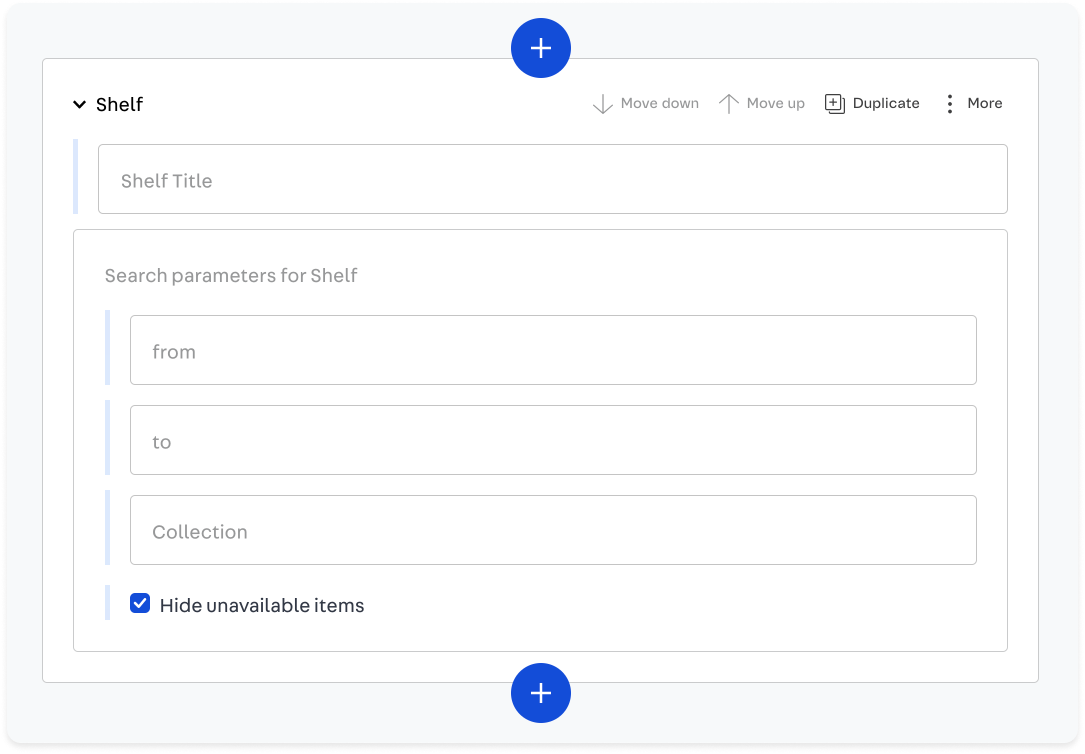 Shelf
Move down
Move up
Duplicate
More
Shelf Title
Search parameters for Shelf
from
to
Collection
Hide unavailable items